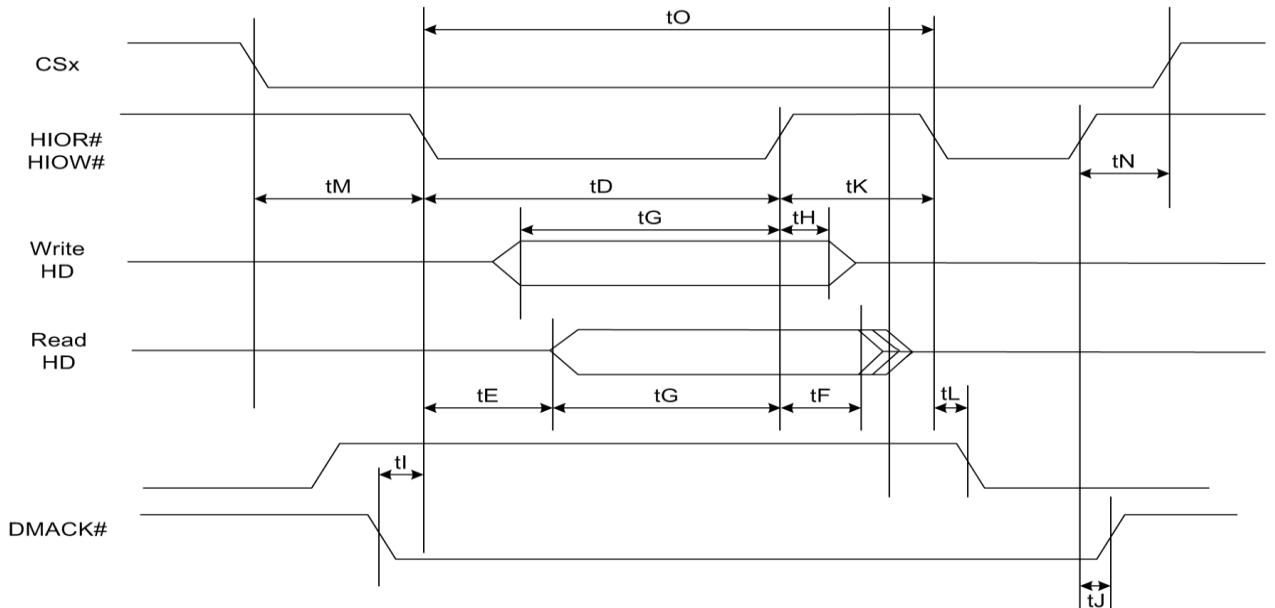 tO
CSx
HIOR#
HIOW#
tN
tM
tD
tK
tG
tH
Write
HD
Read
HD
tE
tG
tF
tL
tI
DMACK#
tJ